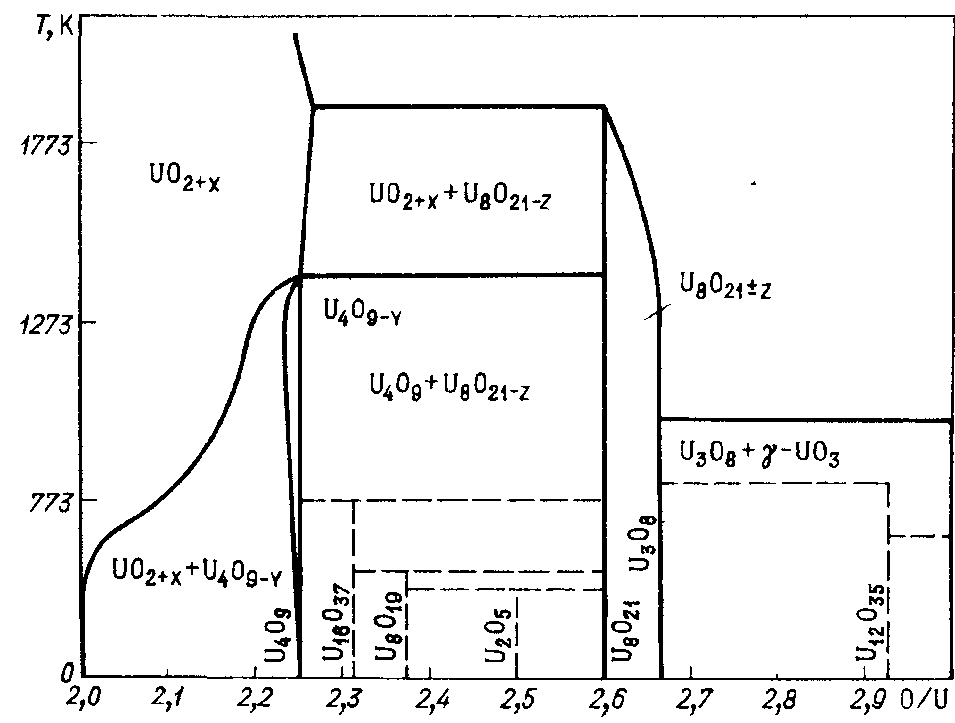 T, K
1773
1273
773
0
UO₂₊ₓ
UO₂₊ₓ + U₈O₂₁₋z
U₈O₂₁±z
U₄O₉₋Y
U₄O₉ + U₈O₂₁₋z
U₃O₈ + γ-UO₃
UO₂₊ₓ + U₄O₉₋Y
U₄O₉
U₁₆O₃₇
U₈O₁₉
U₂O₅
U₈O₂₁
U₃O₈
U₁₂O₃₅
2,0 2,1 2,2 2,3 2,4 2,5 2,6 2,7 2,8 2,9 O/U